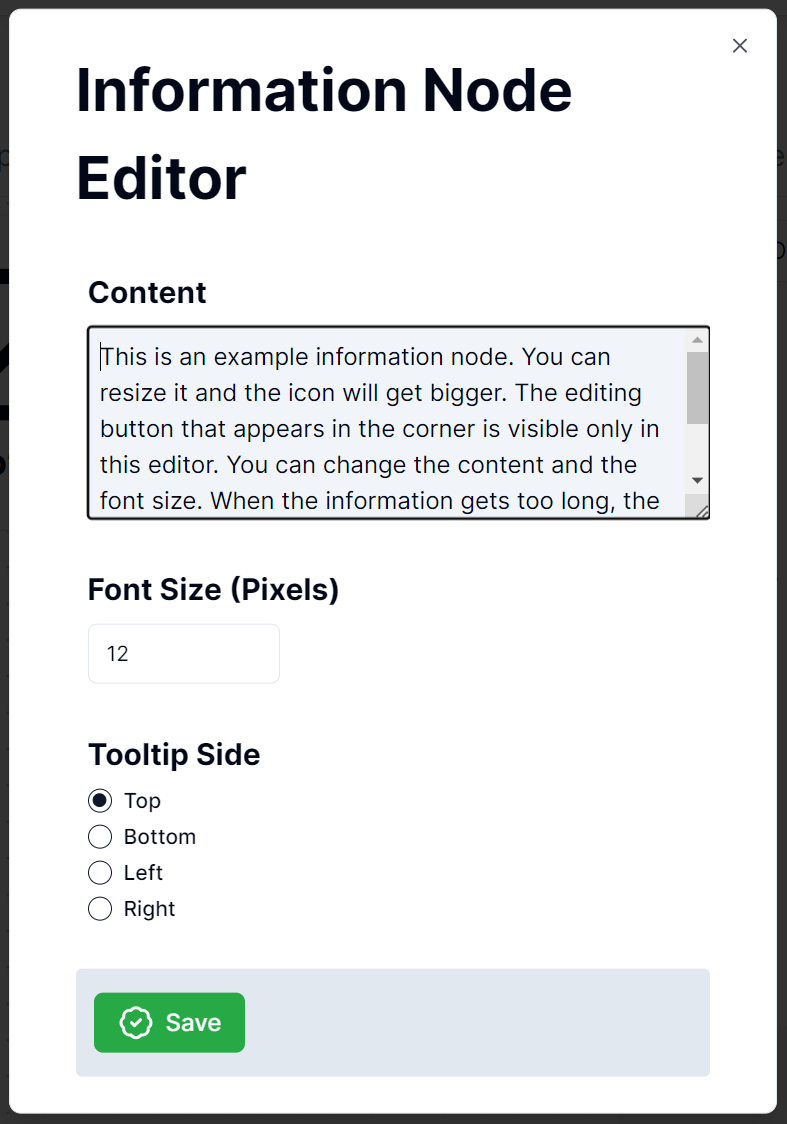 Information Node
Editor
Content
This is an example information node. You can
resize it and the icon will get bigger. The editing
button that appears in the corner is visible only in
this editor. You can change the content and the
font size. When the information gets too long, the
Font Size (Pixels)
12
Tooltip Side
Top
Bottom
Left
Right
Save